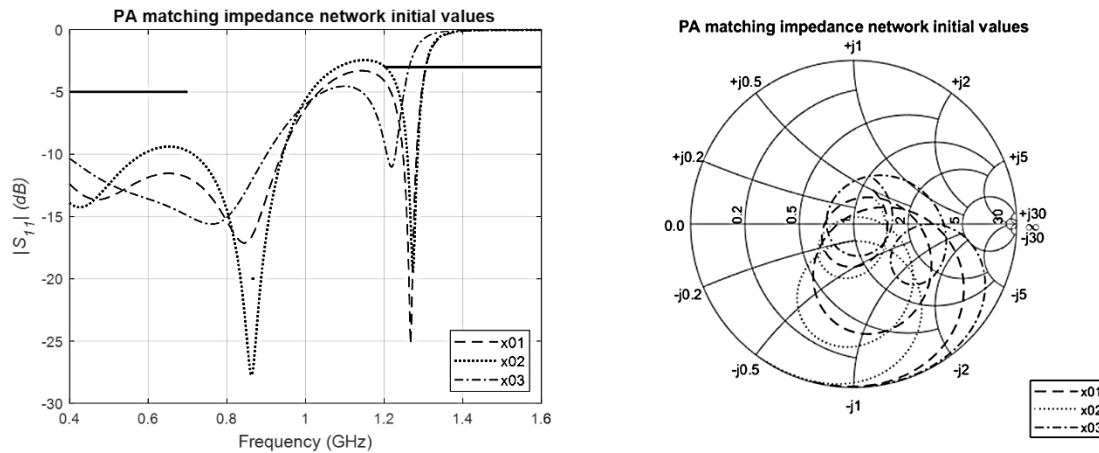 PA matching impedance network initial values
0
-5
-10
-15
-20
-25
-30
|S11| (dB)
0.4
0.6
0.8
1
1.2
1.4
1.6
Frequency (GHz)
x01
x02
x03
PA matching impedance network initial values
+j1
+j0.5
+j2
+j0.2
+j5
0.0
0.2
0.5
2
5
30
+j30
∞
-j30
-j0.2
-j5
-j0.5
-j2
-j1
x01
x02
x03